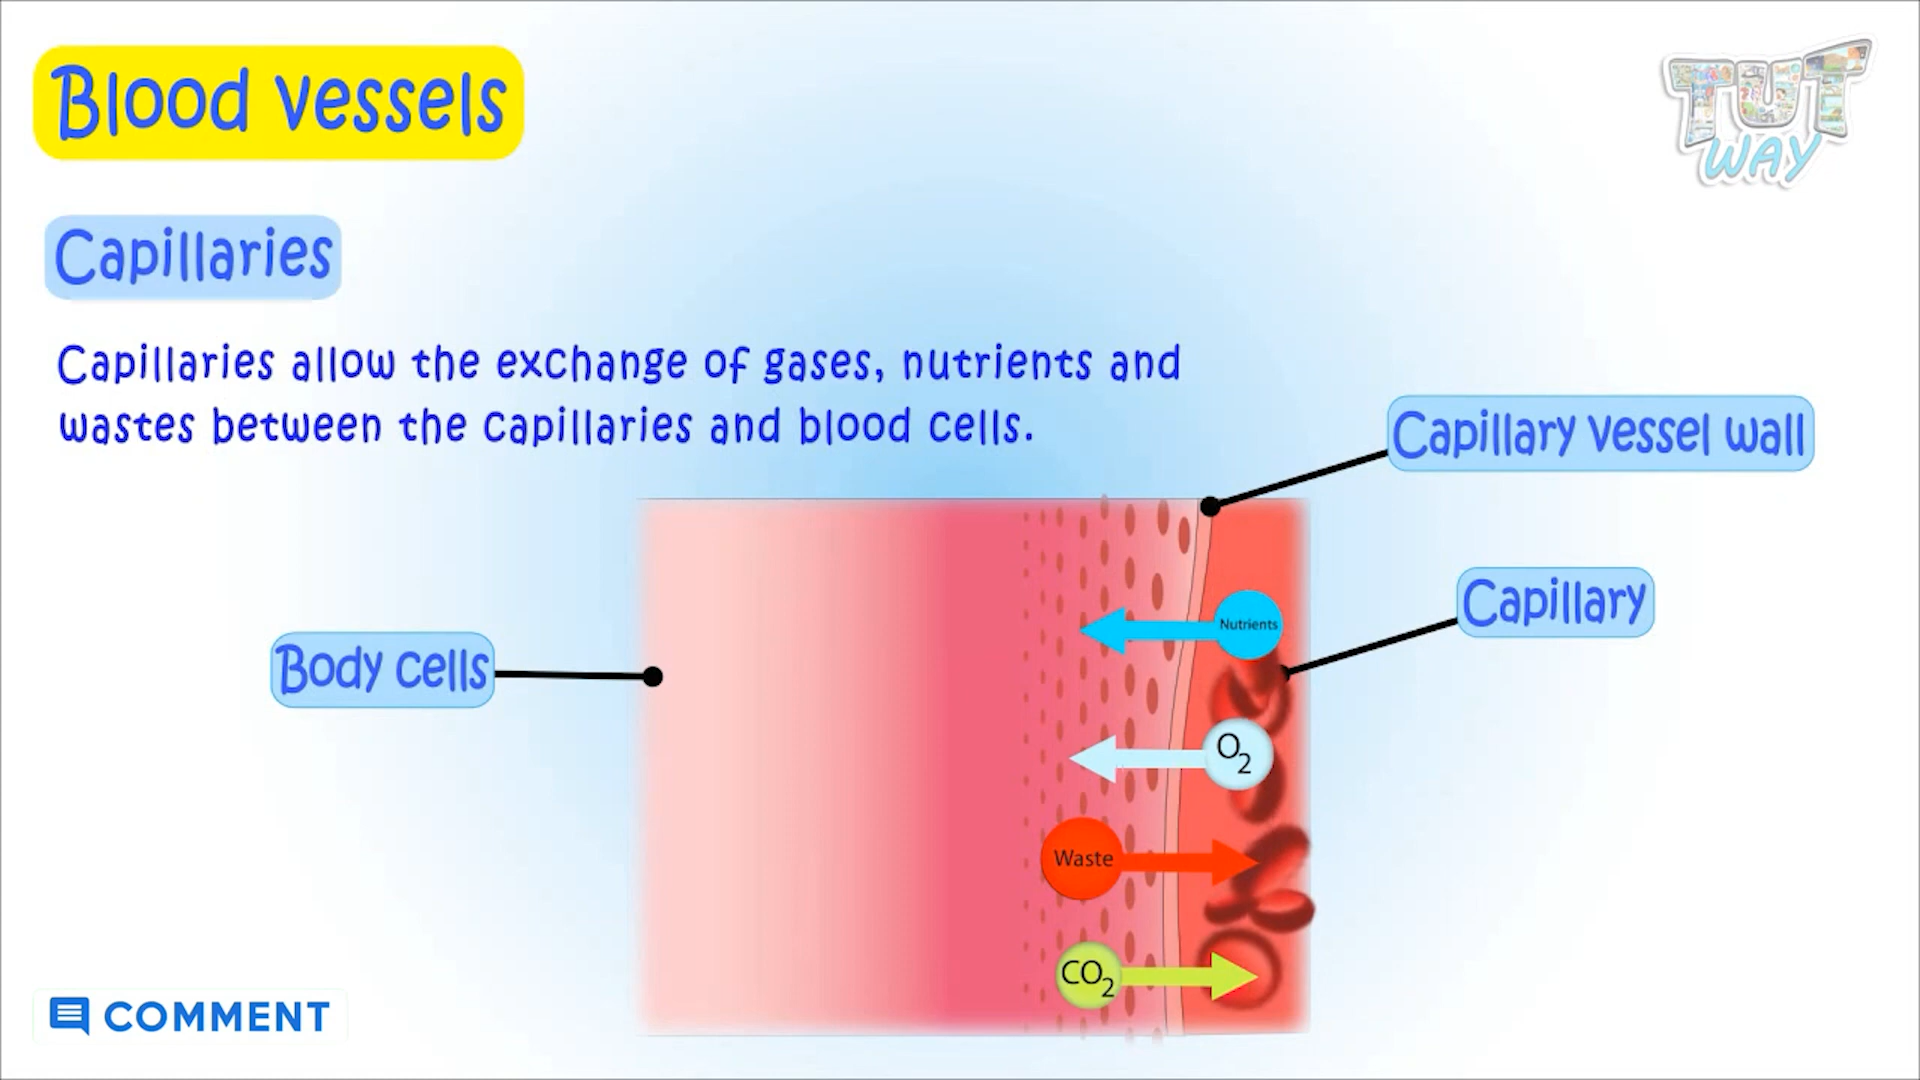 Blood vessels
TUT
WAY
Capillaries
Capillaries allow the exchange of gases, nutrients and
wastes between the capillaries and blood cells.
Capillary vessel wall
Capillary
Nutrients
Body cells
O₂
Waste
CO₂
COMMENT